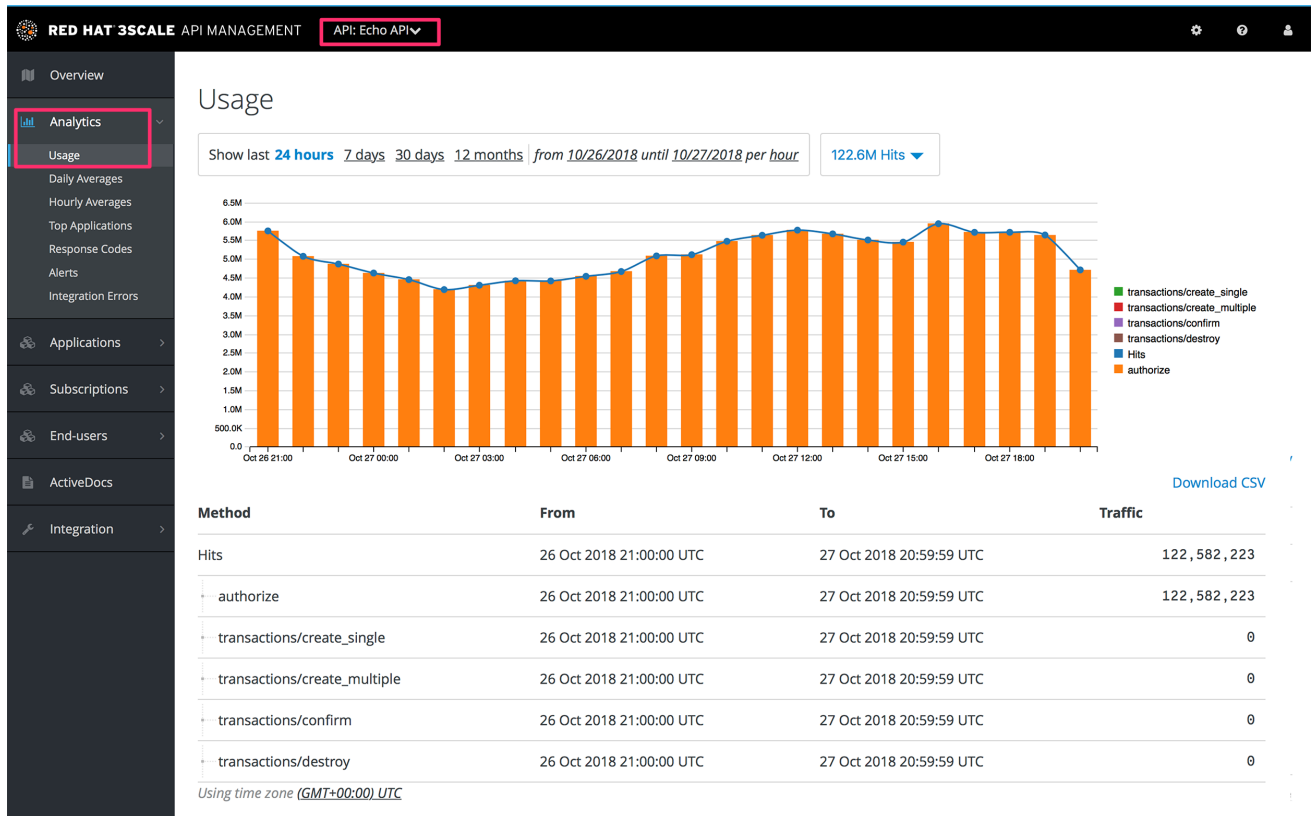 RED HAT 3SCALE API MANAGEMENT API: Echo API
Overview
Analytics
Usage
Daily Averages
Hourly Averages
Top Applications
Response Codes
Alerts
Integration Errors
Applications
Subscriptions
End-users
ActiveDocs
Integration
Usage
Show last 24 hours 7 days 30 days 12 months from 10/26/2018 until 10/27/2018 per hour 122.6M Hits
6.5M
6.0M
5.5M
5.0M
4.5M
4.0M
3.5M
3.0M
2.5M
2.0M
1.5M
1.0M
500.0K
0.0
Oct 26 21:00 Oct 27 00:00 Oct 27 03:00 Oct 27 06:00 Oct 27 09:00 Oct 27 12:00 Oct 27 15:00 Oct 27 18:00
transactions/create_single
transactions/create_multiple
transactions/confirm
transactions/destroy
Hits
authorize
Download CSV
Method From To Traffic
Hits 26 Oct 2018 21:00:00 UTC 27 Oct 2018 20:59:59 UTC 122,582,223
authorize 26 Oct 2018 21:00:00 UTC 27 Oct 2018 20:59:59 UTC 122,582,223
transactions/create_single 26 Oct 2018 21:00:00 UTC 27 Oct 2018 20:59:59 UTC 0
transactions/create_multiple 26 Oct 2018 21:00:00 UTC 27 Oct 2018 20:59:59 UTC 0
transactions/confirm 26 Oct 2018 21:00:00 UTC 27 Oct 2018 20:59:59 UTC 0
transactions/destroy 26 Oct 2018 21:00:00 UTC 27 Oct 2018 20:59:59 UTC 0
Using time zone (GMT+00:00) UTC